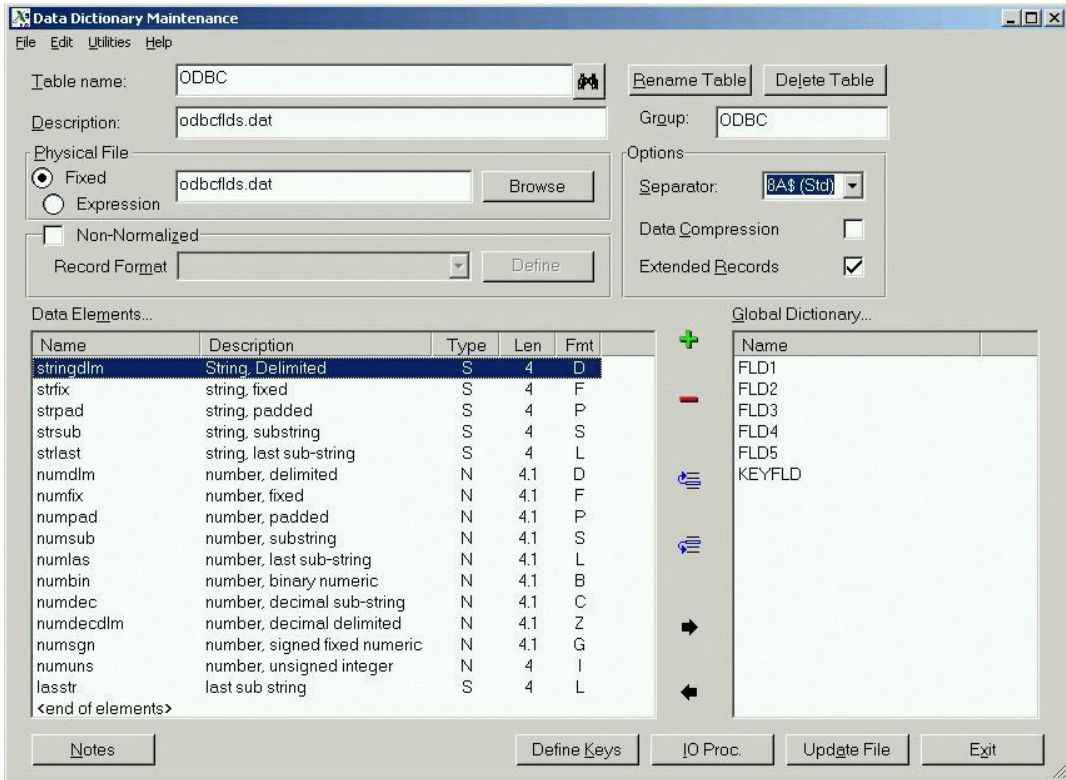 Data Dictionary Maintenance
File Edit Utilities Help
Table name: ODBC Rename Table Delete Table
Description: odbcflds.dat Group: ODBC
Physical File Options
Fixed odbcflds.dat Browse Separator: 8A$ (Std)
Expression
Non-Normalized Data Compression
Record Format Define Extended Records
Data Elements... Global Dictionary...
Name Description Type Len Fmt Name
stringdlm String, Delimited S 4 D FLD1
strfix string, fixed S 4 F FLD2
strpad string, padded S 4 P FLD3
strsub string, substring S 4 S FLD4
strlast string, last sub-string S 4 L FLD5
numdlm number, delimited N 4.1 D KEYFLD
numfix number, fixed N 4.1 F
numpad number, padded N 4.1 P
numsub number, substring N 4.1 S
numlas number, last sub-string N 4.1 L
numbin number, binary numeric N 4.1 B
numdec number, decimal sub-string N 4.1 C
numdecdlm number, decimal delimited N 4.1 Z
numsgn number, signed fixed numeric N 4.1 G
numuns number, unsigned integer N 4 I
lasstr last sub string S 4 L
<end of elements>
Notes Define Keys IO Proc. Update File Exit